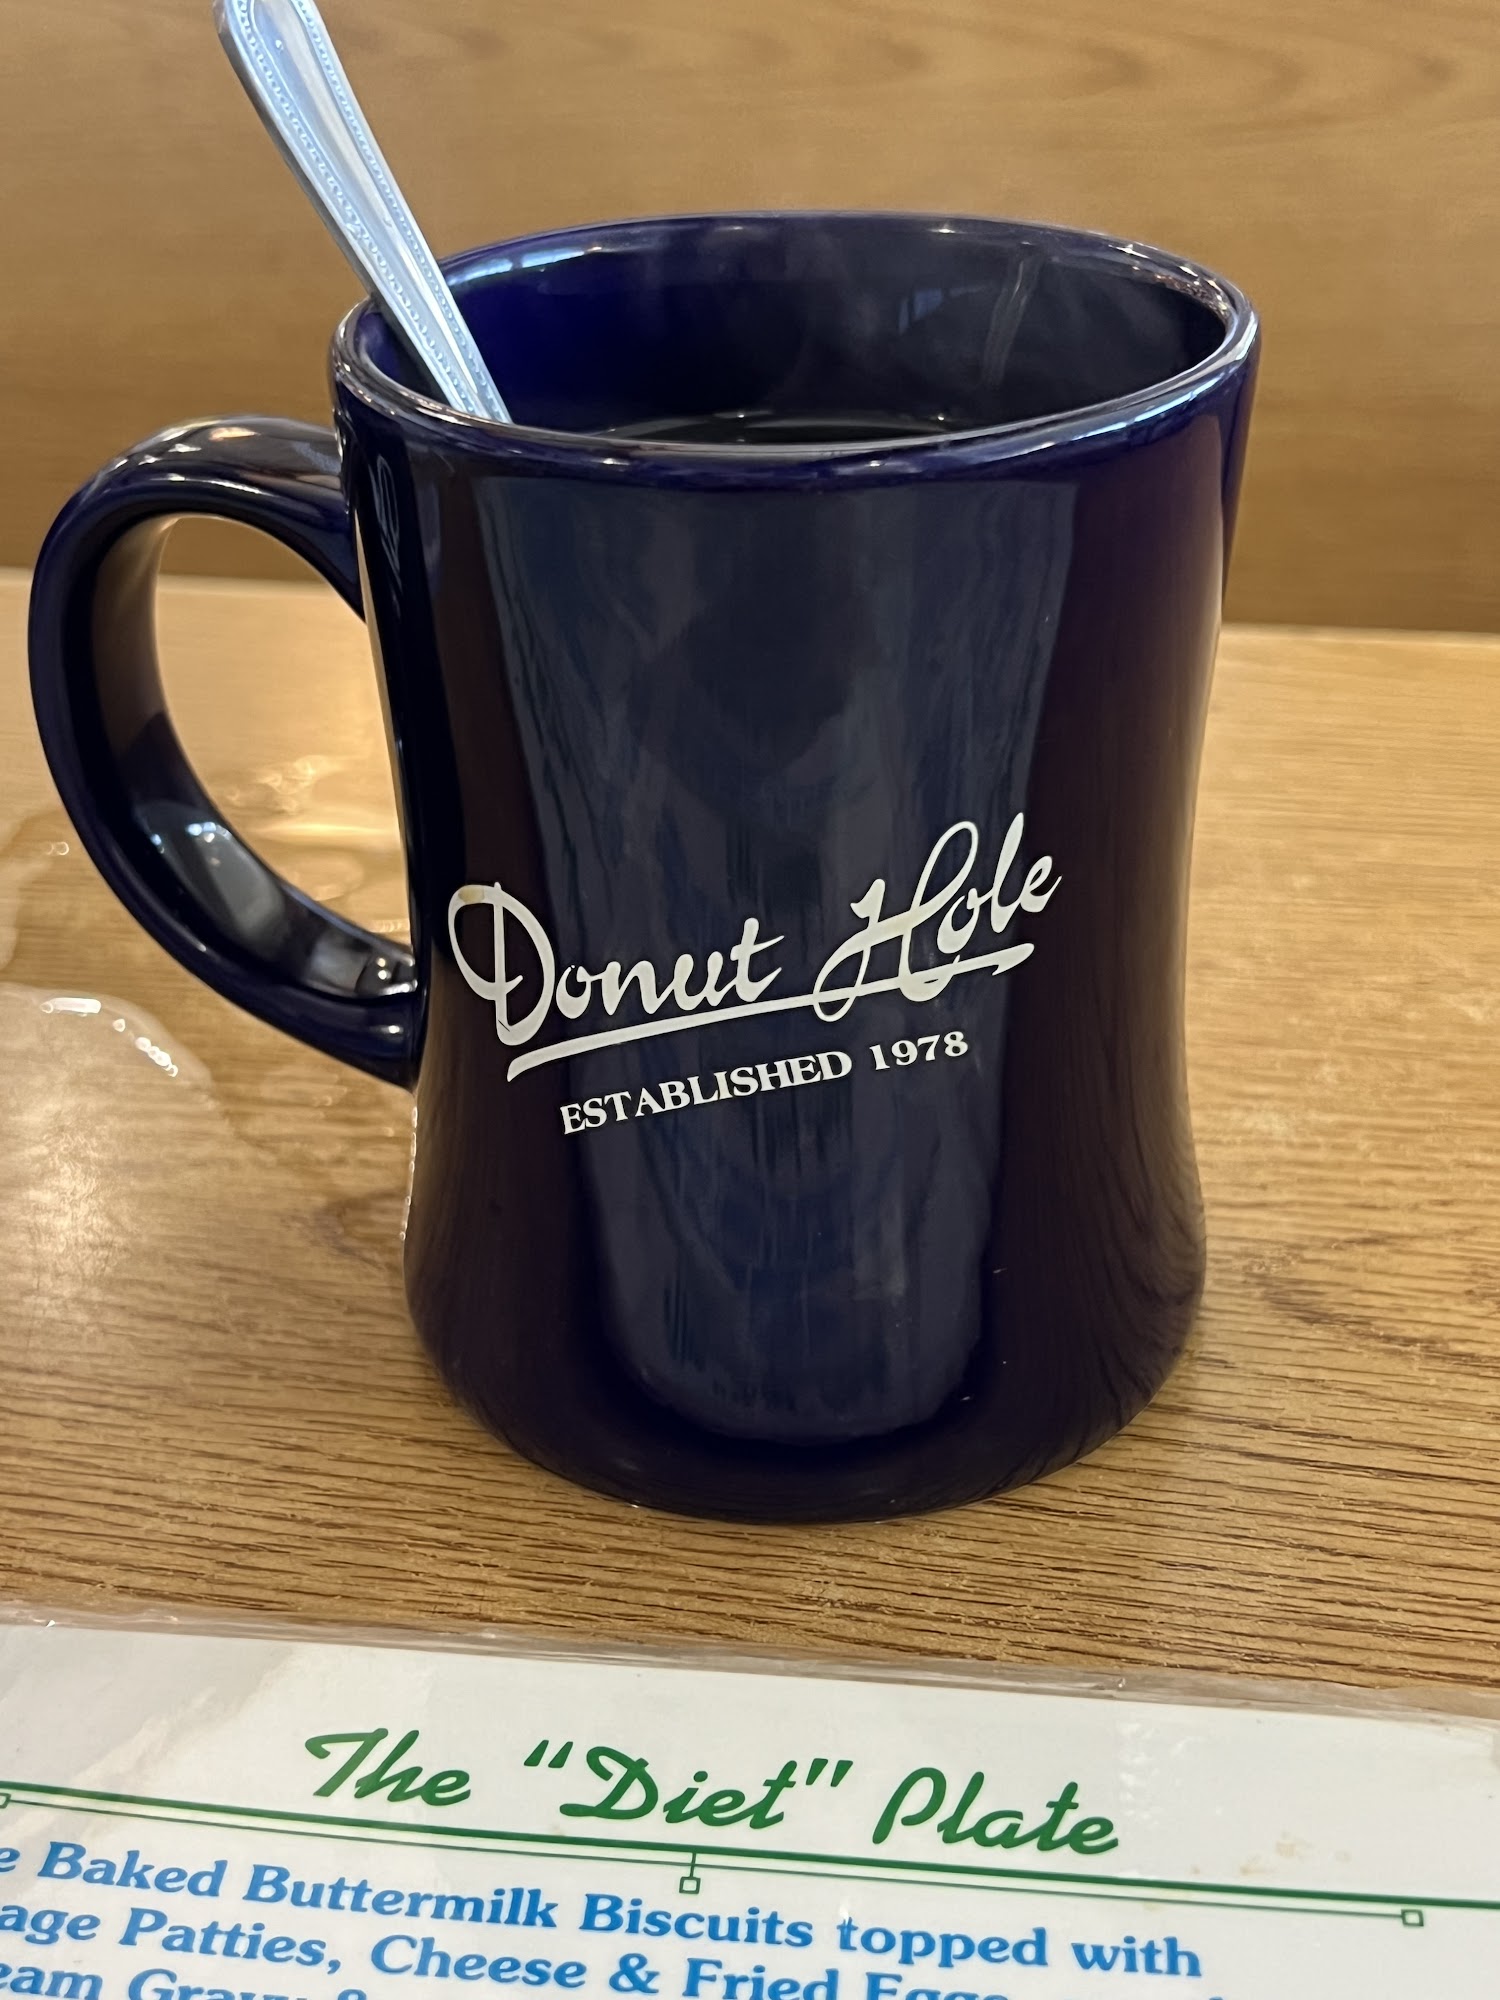 Donut Hole
ESTABLISHED 1978
The "Diet" Plate
Baked Buttermilk Biscuits topped with
Patties, Cheese & Fried